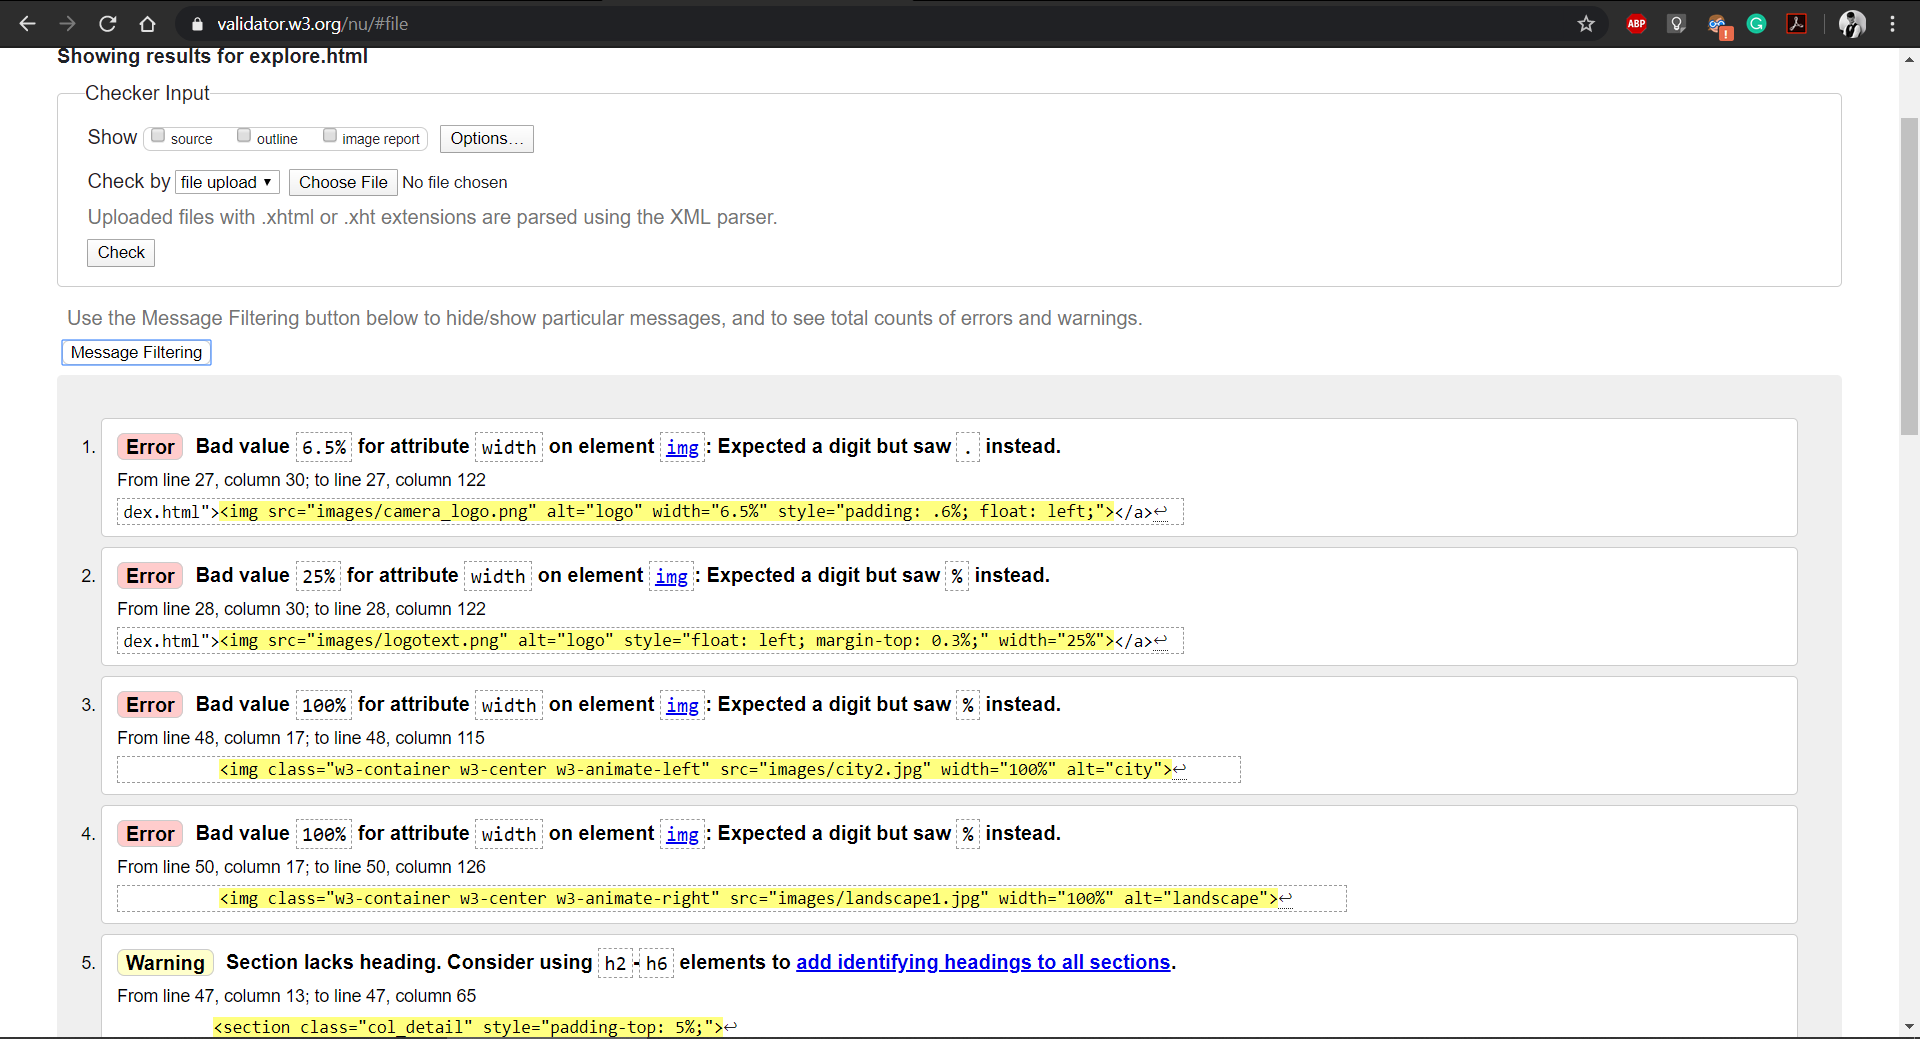 validator.w3.org/nu/#file
ABP
Showing results for explore.html
Checker Input
Show source outline image report Options…
Check by file upload ▾ Choose File No file chosen
Uploaded files with .xhtml or .xht extensions are parsed using the XML parser.
Check
Use the Message Filtering button below to hide/show particular messages, and to see total counts of errors and warnings.
Message Filtering
1. Error Bad value 6.5% for attribute width on element img: Expected a digit but saw . instead.
From line 27, column 30; to line 27, column 122
dex.html"><img src="images/camera_logo.png" alt="logo" width="6.5%" style="padding: .6%; float: left;"></a>↩
2. Error Bad value 25% for attribute width on element img: Expected a digit but saw % instead.
From line 28, column 30; to line 28, column 122
dex.html"><img src="images/logotext.png" alt="logo" style="float: left; margin-top: 0.3%;" width="25%"></a>↩
3. Error Bad value 100% for attribute width on element img: Expected a digit but saw % instead.
From line 48, column 17; to line 48, column 115
<img class="w3-container w3-center w3-animate-left" src="images/city2.jpg" width="100%" alt="city">↩
4. Error Bad value 100% for attribute width on element img: Expected a digit but saw % instead.
From line 50, column 17; to line 50, column 126
<img class="w3-container w3-center w3-animate-right" src="images/landscape1.jpg" width="100%" alt="landscape">↩
5. Warning Section lacks heading. Consider using h2-h6 elements to add identifying headings to all sections.
From line 47, column 13; to line 47, column 65
<section class="col_detail" style="padding-top: 5%;">↩